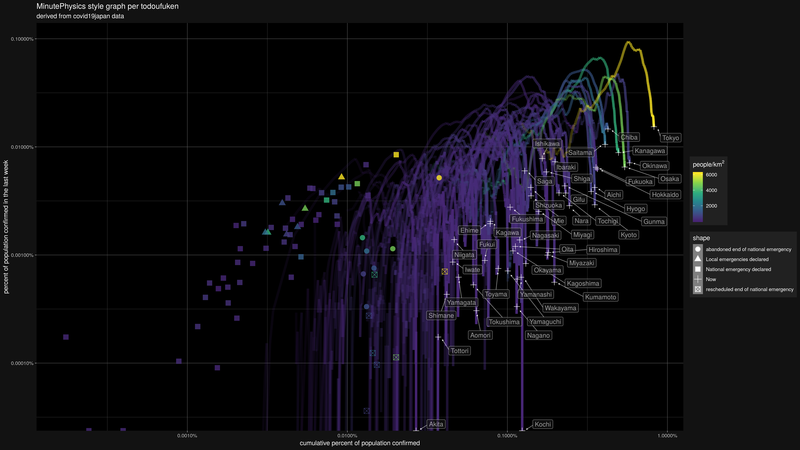 MinutePhysics style graph per todoufuken
derived from covid19japan data
percent of population confirmed in the last week
0.10000%
0.01000%
0.00100%
0.00010%
0.0010%
0.0100%
0.1000%
1.0000%
cumulative percent of population confirmed
Ishikawa
Chiba
Tokyo
Saitama
Kanagawa
Ibaraki
Okinawa
Saga
Shiga
Fukuoka
Osaka
Aichi
Hokkaido
Shizuoka
Gifu
Hyogo
Fukushima
Mie
Nara
Tochigi
Gunma
Ehime
Kagawa
Miyagi
Kyoto
Nagasaki
Fukui
Oita
Hiroshima
Niigata
Miyazaki
Iwate
Okayama
Kagoshima
Toyama
Yamanashi
Kumamoto
Yamagata
Wakayama
Shimane
Tokushima
Yamaguchi
Aomori
Nagano
Tottori
Akita
Kochi
people/km²
6000
4000
2000
shape
abandoned end of national emergency
Local emergencies declared
National emergency declared
Now
rescheduled end of national emergency